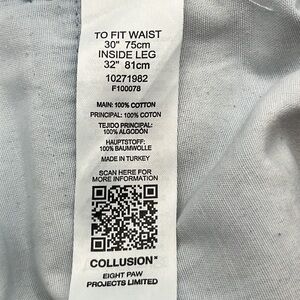 TO FIT WAIST
30" 75cm
INSIDE LEG
32" 81cm
10271982
F100078
MAIN: 100% COTTON
PRINCIPAL: 100% COTON
TEJIDO PRINCIPAL:
100% ALGODÓN
HAUPTSTOFF:
100% BAUMWOLLE
MADE IN TURKEY
SCAN HERE FOR
MORE INFORMATION
COLLUSION"
EIGHT PAW
PROJECTS LIMITED